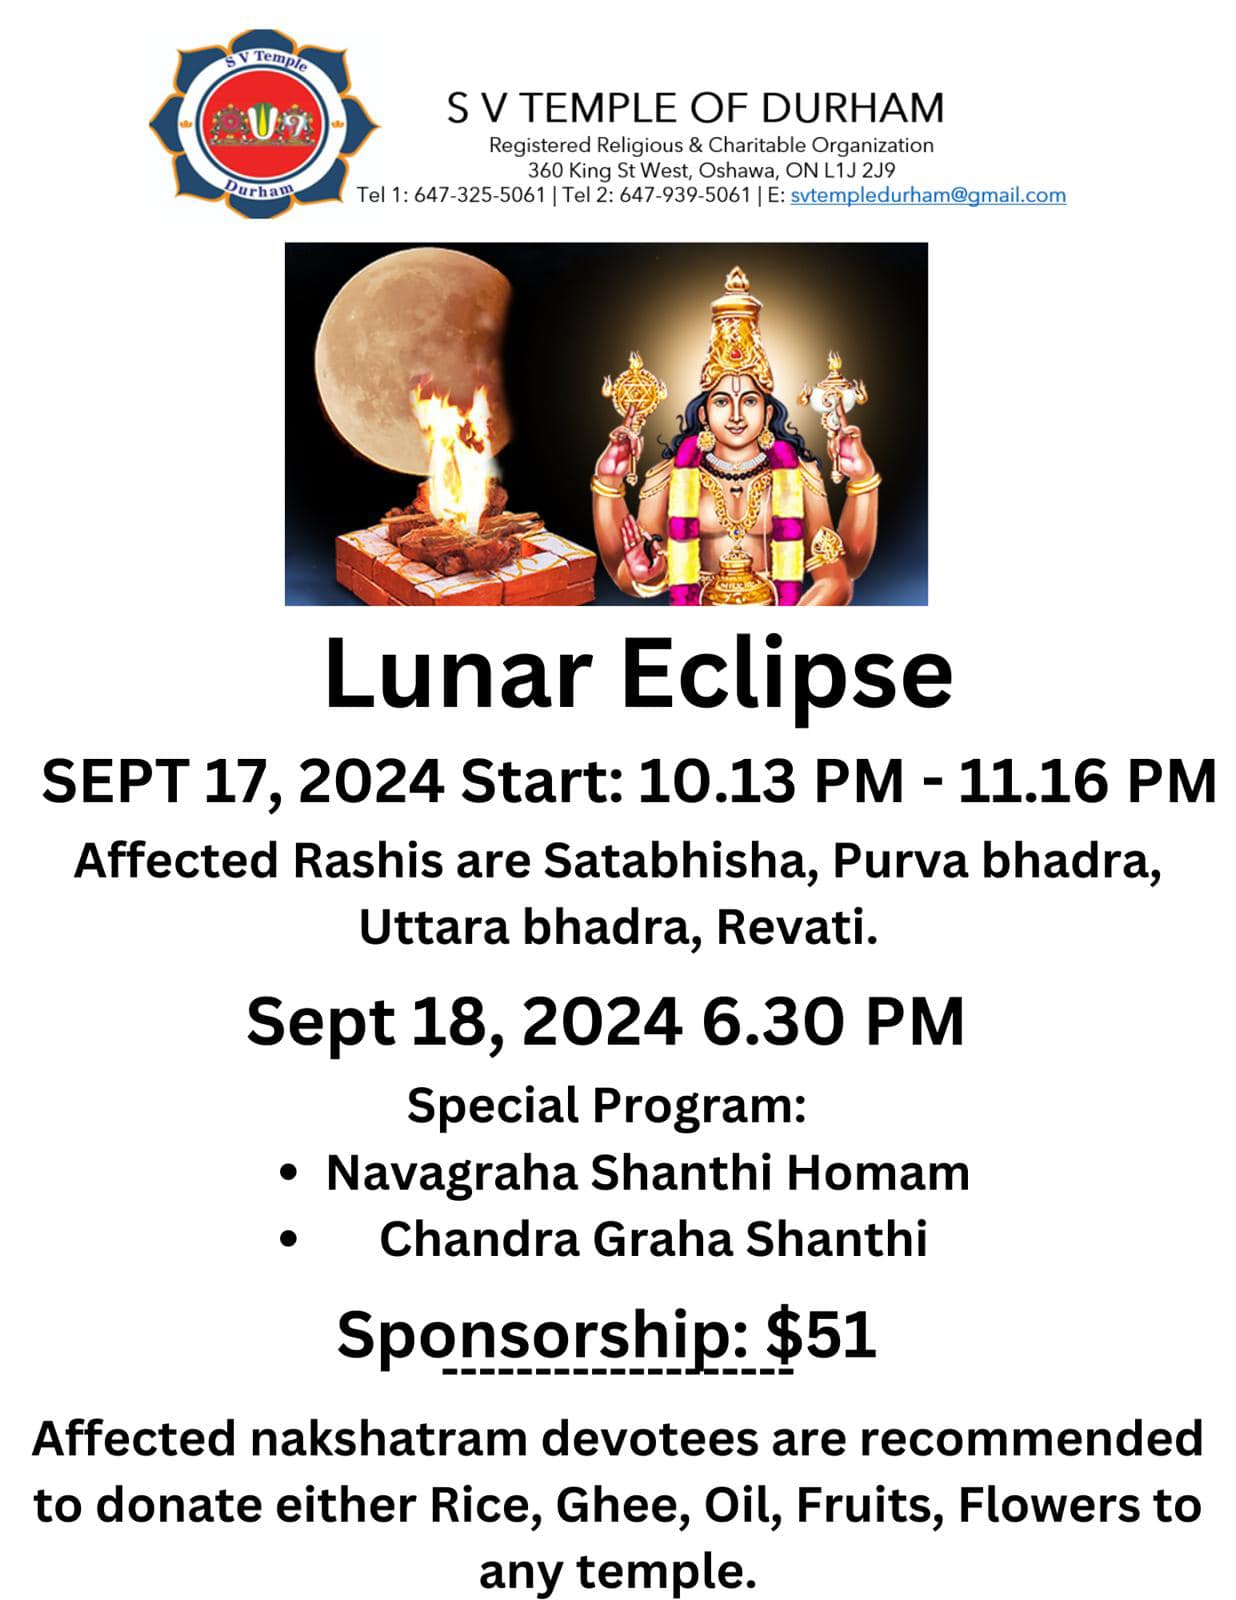 S V Temple
Durham
S V TEMPLE OF DURHAM
Registered Religious & Charitable Organization
360 King St West, Oshawa, ON L1J 2J9
Tel 1: 647-325-5061 | Tel 2: 647-939-5061 | E: svtempledurham@gmail.com
Lunar Eclipse
SEPT 17, 2024 Start: 10.13 PM - 11.16 PM
Affected Rashis are Satabhisha, Purva bhadra,
Uttara bhadra, Revati.
Sept 18, 2024 6.30 PM
Special Program:
• Navagraha Shanthi Homam
• Chandra Graha Shanthi
Sponsorship: $51
Affected nakshatram devotees are recommended
to donate either Rice, Ghee, Oil, Fruits, Flowers to
any temple.